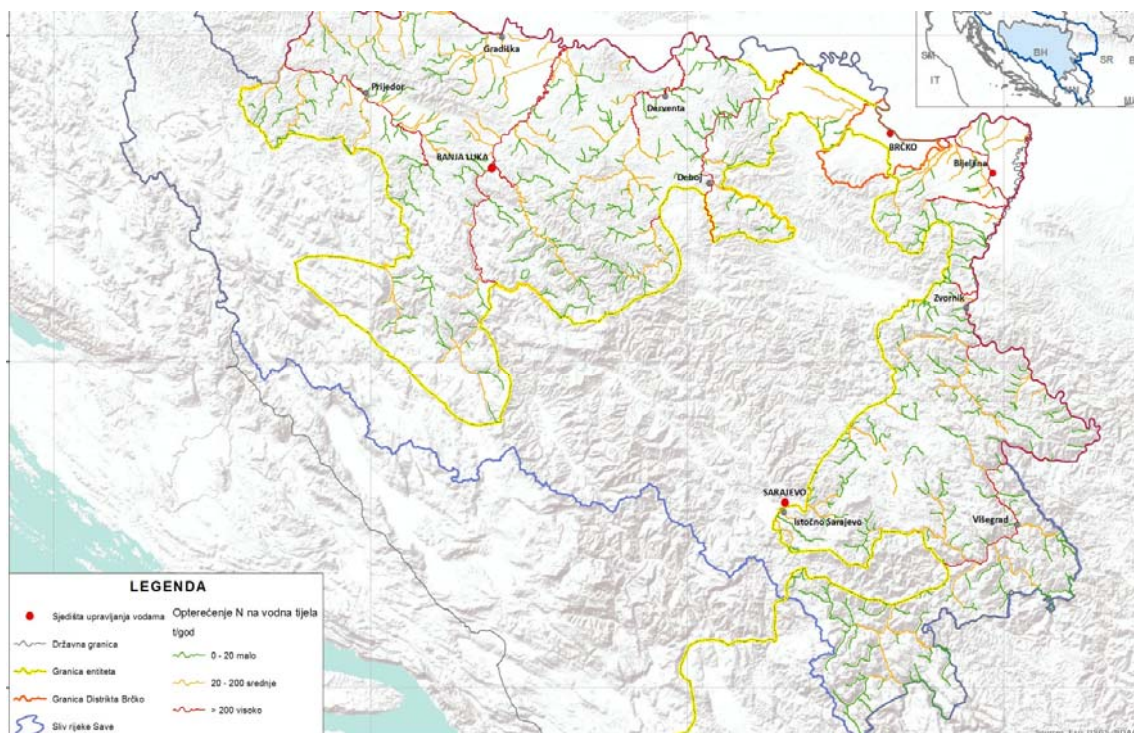 Gradiška
Prijedor
Derventa
BANJA LUKA
Doboj
BRČKO
Bijeljina
Zvornik
SARAJEVO
Istočno Sarajevo
Višegrad
BH
SR
IT
LEGENDA
Sjedišta upravljanja vodama
Državna granica
Granica entiteta
Granica Distrikta Brčko
Sliv rijeke Save
Opterećenje N na vodna tijela
t/god
0 - 20 malo
20 - 200 srednje
> 200 visoko